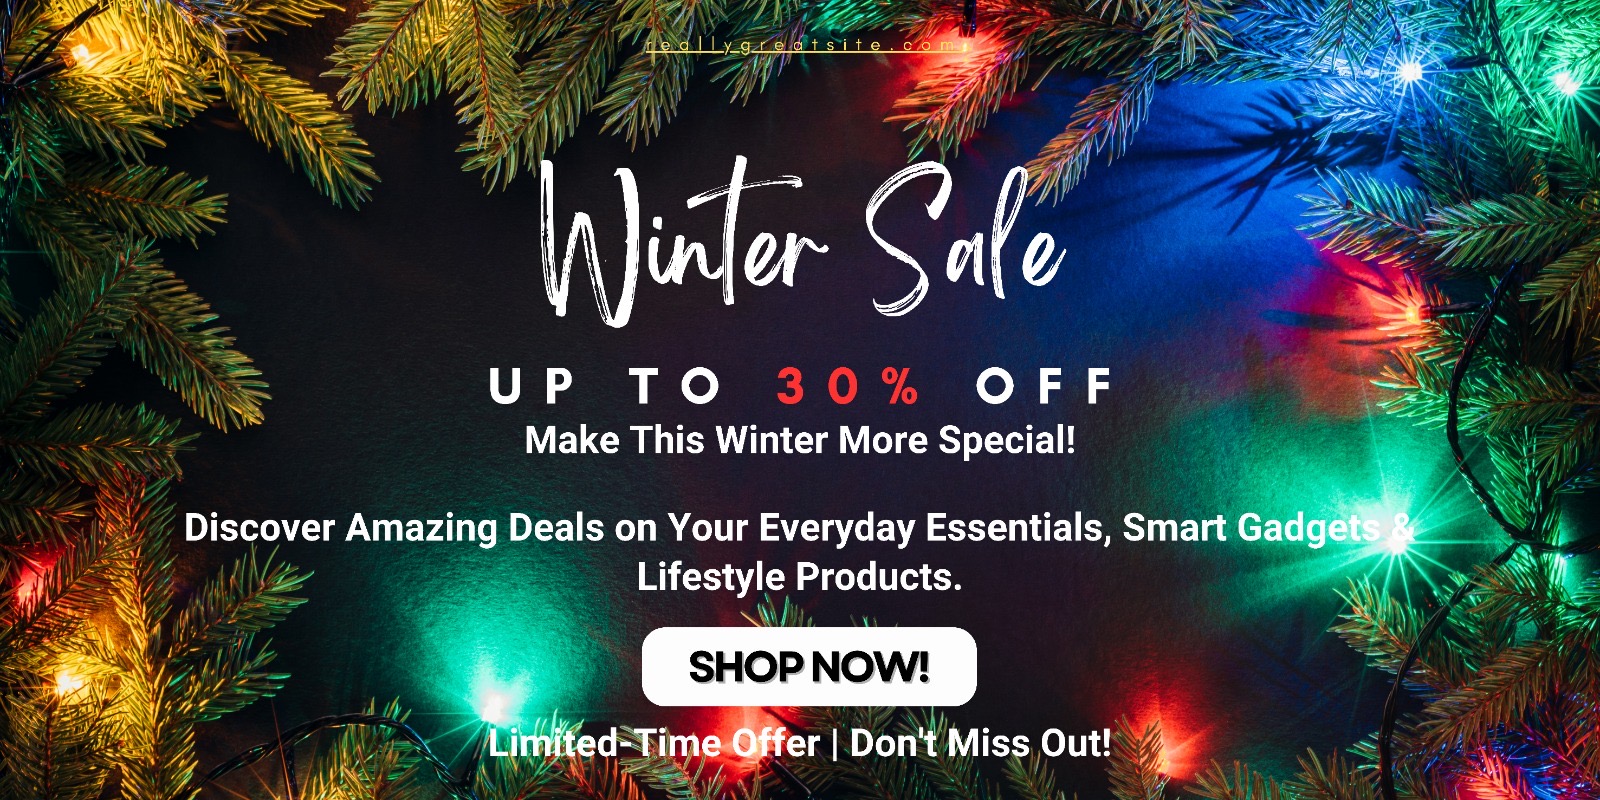 reallygreatsite.com
Winter Sale
UP TO 30% OFF
Make This Winter More Special!
Discover Amazing Deals on Your Everyday Essentials, Smart Gadgets &
Lifestyle Products.
SHOP NOW!
Limited-Time Offer | Don't Miss Out!